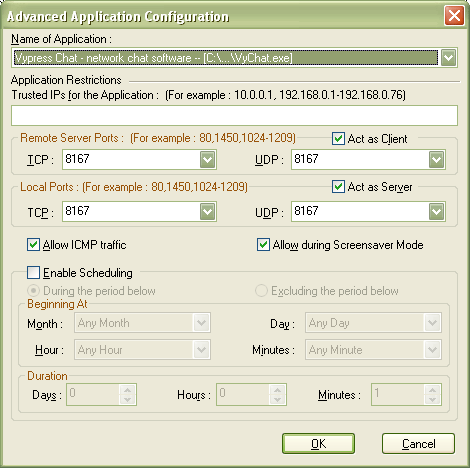 Advanced Application Configuration
Name of Application :
Vypress Chat - network chat software -- [C:\...\VyChat.exe]
Application Restrictions
Trusted IPs for the Application : (For example : 10.0.0.1, 192.168.0.1-192.168.0.76)
Remote Server Ports : (For example : 80,1450,1024-1209) Act as Client
TCP : 8167 UDP : 8167
Local Ports : (For example : 80,1450,1024-1209) Act as Server
TCP : 8167 UDP : 8167
Allow ICMP traffic Allow during Screensaver Mode
Enable Scheduling
During the period below Excluding the period below
Beginning At
Month : Any Month Day : Any Day
Hour : Any Hour Minutes : Any Minute
Duration
Days : 0 Hours : 0 Minutes : 1
OK Cancel